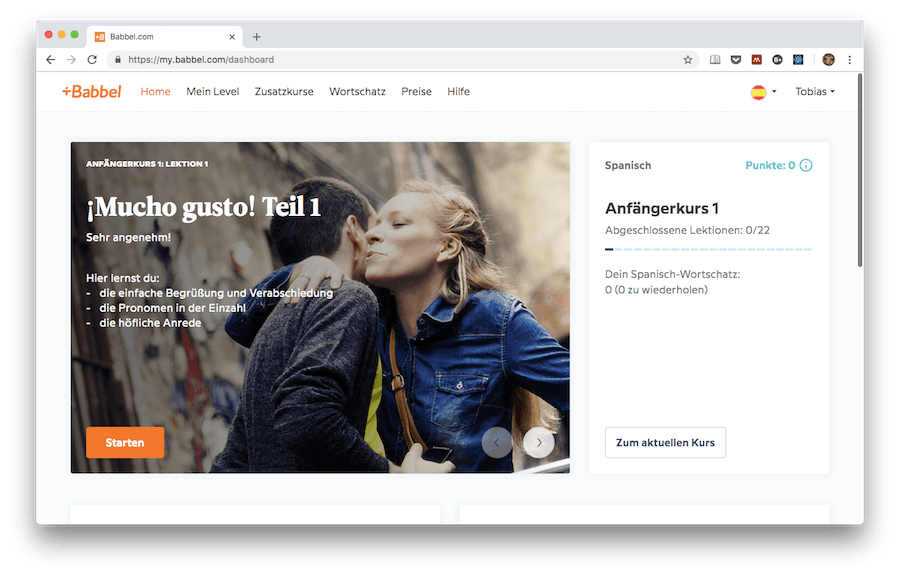 Babbel.com
https://my.babbel.com/dashboard
+Babbel Home Mein Level Zusatzkurse Wortschatz Preise Hilfe Tobias
ANFÄNGERKURS 1: LEKTION 1
¡Mucho gusto! Teil 1
Sehr angenehm!
Hier lernst du:
- die einfache Begrüßung und Verabschiedung
- die Pronomen in der Einzahl
- die höfliche Anrede
Starten
Spanisch Punkte: 0
Anfängerkurs 1
Abgeschlossene Lektionen: 0/22
Dein Spanisch-Wortschatz:
0 (0 zu wiederholen)
Zum aktuellen Kurs